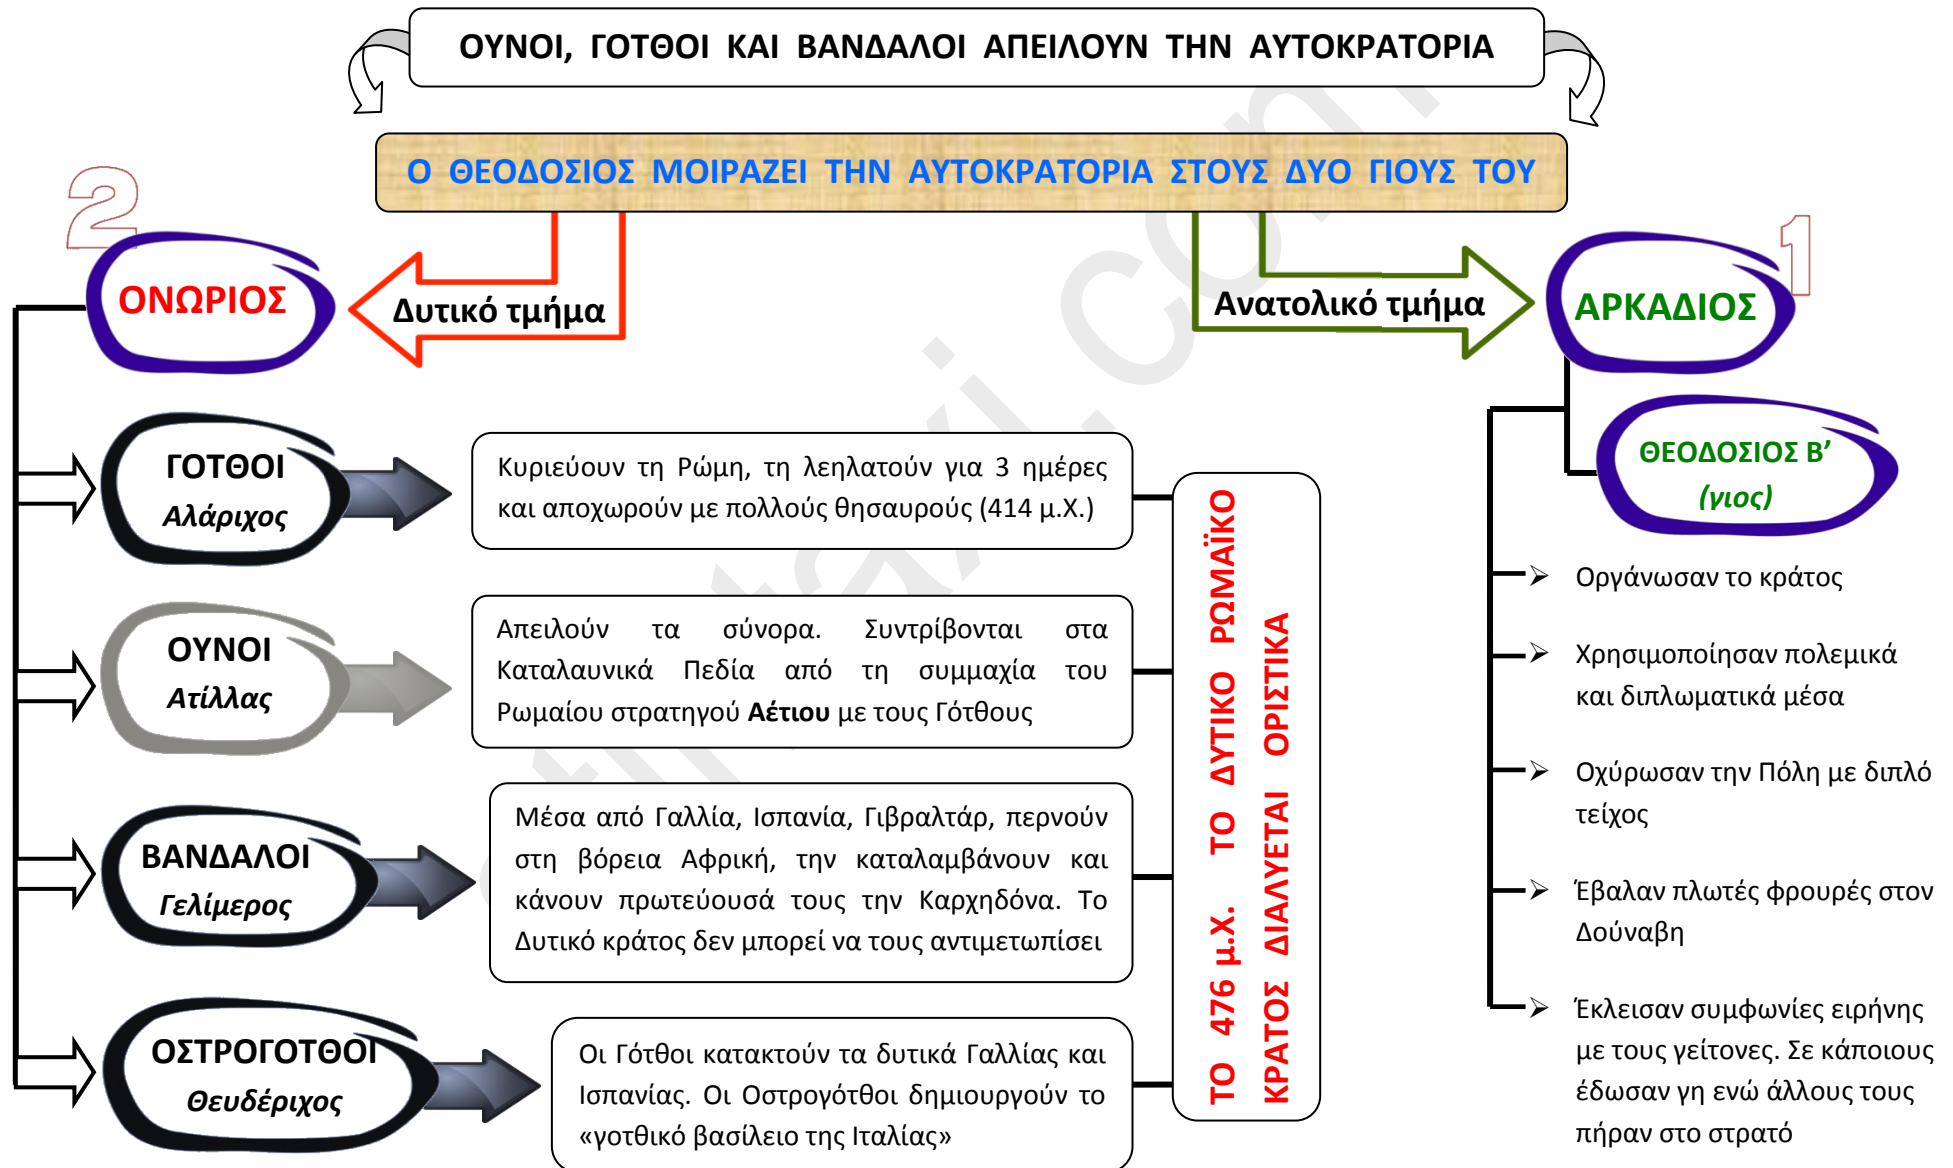 ΟΥΝΟΙ, ΓΟΤΘΟΙ ΚΑΙ ΒΑΝΔΑΛΟΙ ΑΠΕΙΛΟΥΝ ΤΗΝ ΑΥΤΟΚΡΑΤΟΡΙΑ
Ο ΘΕΟΔΟΣΙΟΣ ΜΟΙΡΑΖΕΙ ΤΗΝ ΑΥΤΟΚΡΑΤΟΡΙΑ ΣΤΟΥΣ ΔΥΟ ΓΙΟΥΣ ΤΟΥ
2
ΟΝΩΡΙΟΣ
Δυτικό τμήμα
Ανατολικό τμήμα
1
ΑΡΚΑΔΙΟΣ
ΘΕΟΔΟΣΙΟΣ Β’
(γιος)
ΓΟΤΘΟΙ
Αλάριχος
Κυριεύουν τη Ρώμη, τη λεηλατούν για 3 ημέρες
και αποχωρούν με πολλούς θησαυρούς (414 μ.Χ.)
ΟΥΝΟΙ
Ατίλλας
Απειλούν τα σύνορα. Συντρίβονται στα
Καταλαυνικά Πεδία από τη συμμαχία του
Ρωμαίου στρατηγού Αέτιου με τους Γότθους
ΒΑΝΔΑΛΟΙ
Γελίμερος
Μέσα από Γαλλία, Ισπανία, Γιβραλτάρ, περνούν
στη βόρεια Αφρική, την καταλαμβάνουν και
κάνουν πρωτεύουσά τους την Καρχηδόνα. Το
Δυτικό κράτος δεν μπορεί να τους αντιμετωπίσει
ΟΣΤΡΟΓΟΤΘΟΙ
Θευδέριχος
Οι Γότθοι κατακτούν τα δυτικά Γαλλίας και
Ισπανίας. Οι Οστρογότθοι δημιουργούν το
«γοτθικό βασίλειο της Ιταλίας»
ΤΟ 476 μ.Χ. ΤΟ ΔΥΤΙΚΟ ΡΩΜΑΪΚΟ
ΚΡΑΤΟΣ ΔΙΑΛΥΕΤΑΙ ΟΡΙΣΤΙΚΑ
Οργάνωσαν το κράτος
Χρησιμοποίησαν πολεμικά
και διπλωματικά μέσα
Οχύρωσαν την Πόλη με διπλό
τείχος
Έβαλαν πλωτές φρουρές στον
Δούναβη
Έκλεισαν συμφωνίες ειρήνης
με τους γείτονες. Σε κάποιους
έδωσαν γη ενώ άλλους τους
πήραν στο στρατό